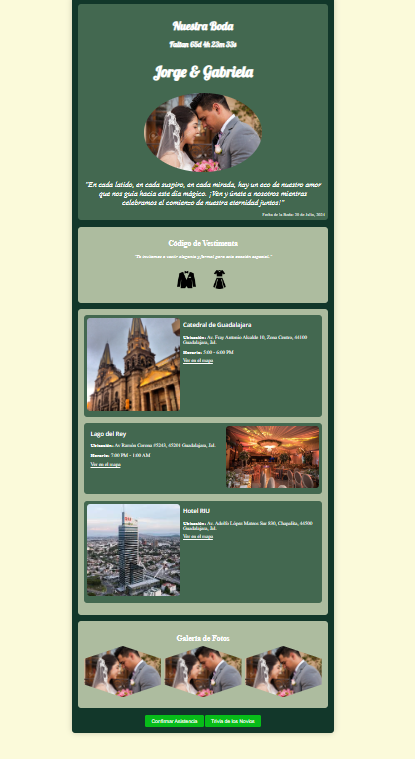 Nuestra Boda
Faltan 65d 4h 23m 33s
Jorge & Gabriela
"En cada latido, en cada suspiro, en cada mirada, hay un eco de nuestro amor
que nos guía hacia este día mágico. ¡Ven y únete a nosotros mientras
celebramos el comienzo de nuestra eternidad juntos!"
Fecha de la Boda: 20 de Julio, 2024
Código de Vestimenta
"Te invitamos a vestir elegante y formal para esta ocasión especial."
Catedral de Guadalajara
Ubicación: Av. Fray Antonio Alcalde 10, Zona Centro, 44100
Guadalajara, Jal.
Horario: 5:00 - 6:00 PM
Ver en el mapa
Lago del Rey
Ubicación: Av Ramón Corona #5243, 45201 Guadalajara, Jal.
Horario: 7:00 PM - 1:00 AM
Ver en el mapa
Hotel RIU
Ubicación: Av. Adolfo López Mateos Sur 830, Chapalita, 44500
Guadalajara, Jal.
Ver en el mapa
Galería de Fotos
Confirmar Asistencia
Trivia de los Novios